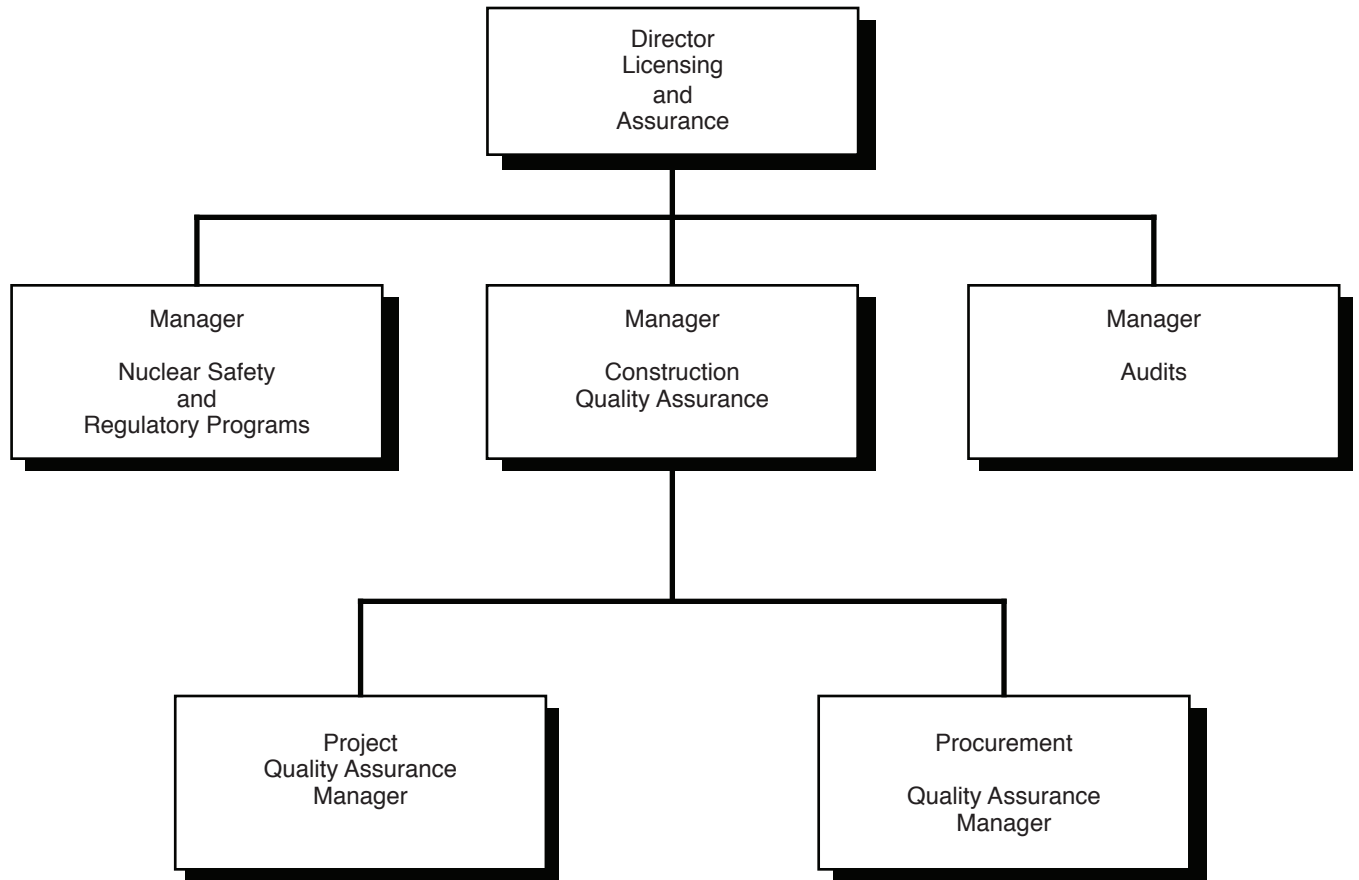 Director
Licensing
and
Assurance
Manager
Nuclear Safety
and
Regulatory Programs
Manager
Construction
Quality Assurance
Manager
Audits
Project
Quality Assurance
Manager
Procurement
Quality Assurance
Manager